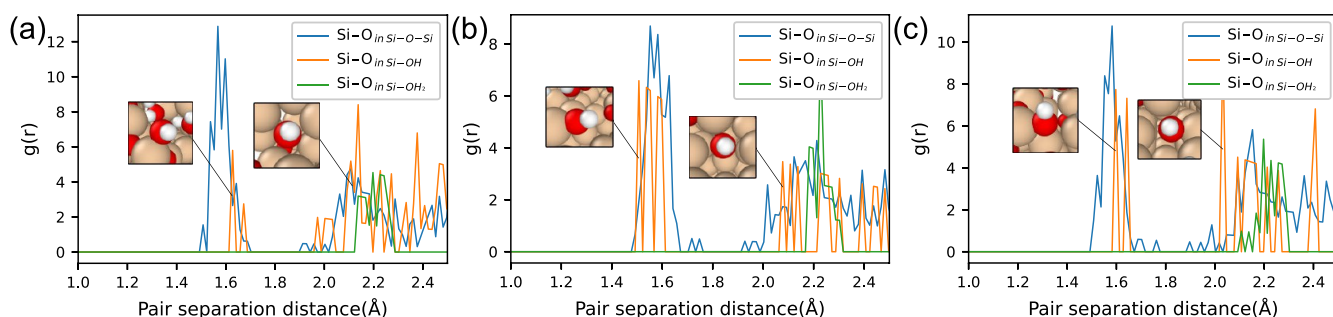 (a)
Si−O in Si−O−Si
Si−O in Si−OH
Si−O in Si−OH₂
g(r)
12
10
8
6
4
2
0
1.0 1.2 1.4 1.6 1.8 2.0 2.2 2.4
Pair separation distance(Å)
(b)
Si−O in Si−O−Si
Si−O in Si−OH
Si−O in Si−OH₂
g(r)
8
6
4
2
0
1.0 1.2 1.4 1.6 1.8 2.0 2.2 2.4
Pair separation distance(Å)
(c)
Si−O in Si−O−Si
Si−O in Si−OH
Si−O in Si−OH₂
g(r)
10
8
6
4
2
0
1.0 1.2 1.4 1.6 1.8 2.0 2.2 2.4
Pair separation distance(Å)